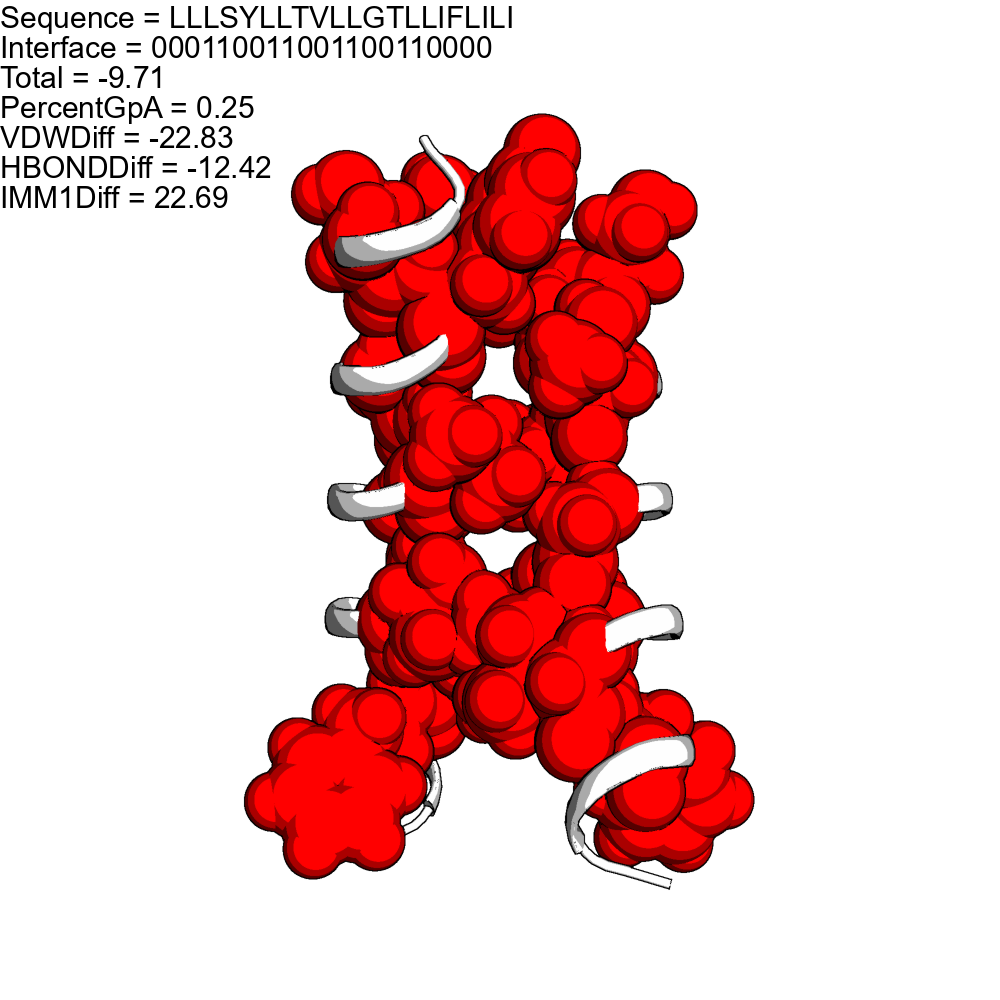 Sequence = LLLSYLLTVLLGTLLIFLILI
Interface = 000110011001100110000
Total = -9.71
PercentGpA = 0.25
VDWDiff = -22.83
HBONDDiff = -12.42
IMM1Diff = 22.69